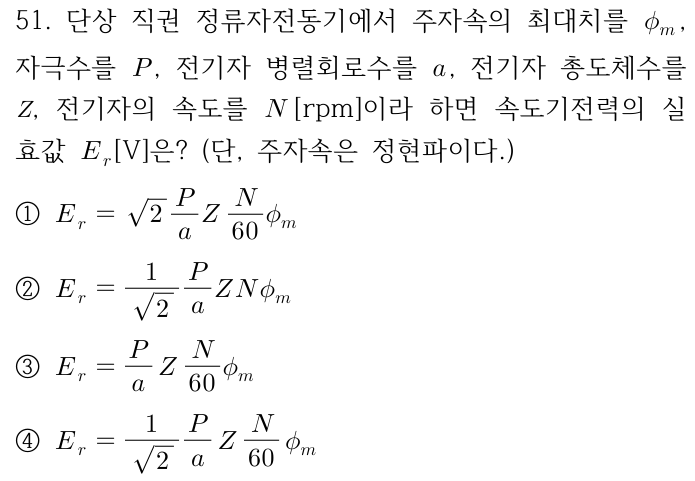 51. 단상 직권 정류자전동기에서 주자속의 최대치를 $\phi_m$,
자극수를 $P$, 전기자 병렬회로수를 $a$, 전기자 총도체수를
$Z$, 전기자의 속도를 $N$[rpm]이라 하면 속도기전력의 실
효값 $E_r$[V]은? (단, 주자속은 정현파이다.)
① $E_r = \sqrt{2} \frac{P}{a} Z \frac{N}{60} \phi_m$
② $E_r = \frac{1}{\sqrt{2}} \frac{P}{a} Z N \phi_m$
③ $E_r = \frac{P}{a} Z \frac{N}{60} \phi_m$
④ $E_r = \frac{1}{\sqrt{2}} \frac{P}{a} Z \frac{N}{60} \phi_m$